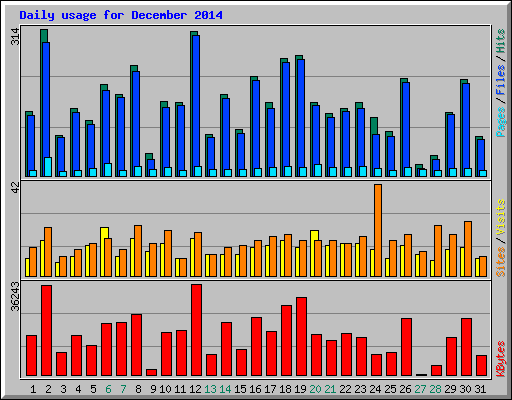 Daily usage for December 2014
314
Pages / Files / Hits
42
Sites / Visits
36243
KBytes
1 2 3 4 5 6 7 8 9 10 11 12 13 14 15 16 17 18 19 20 21 22 23 24 25 26 27 28 29 30 31